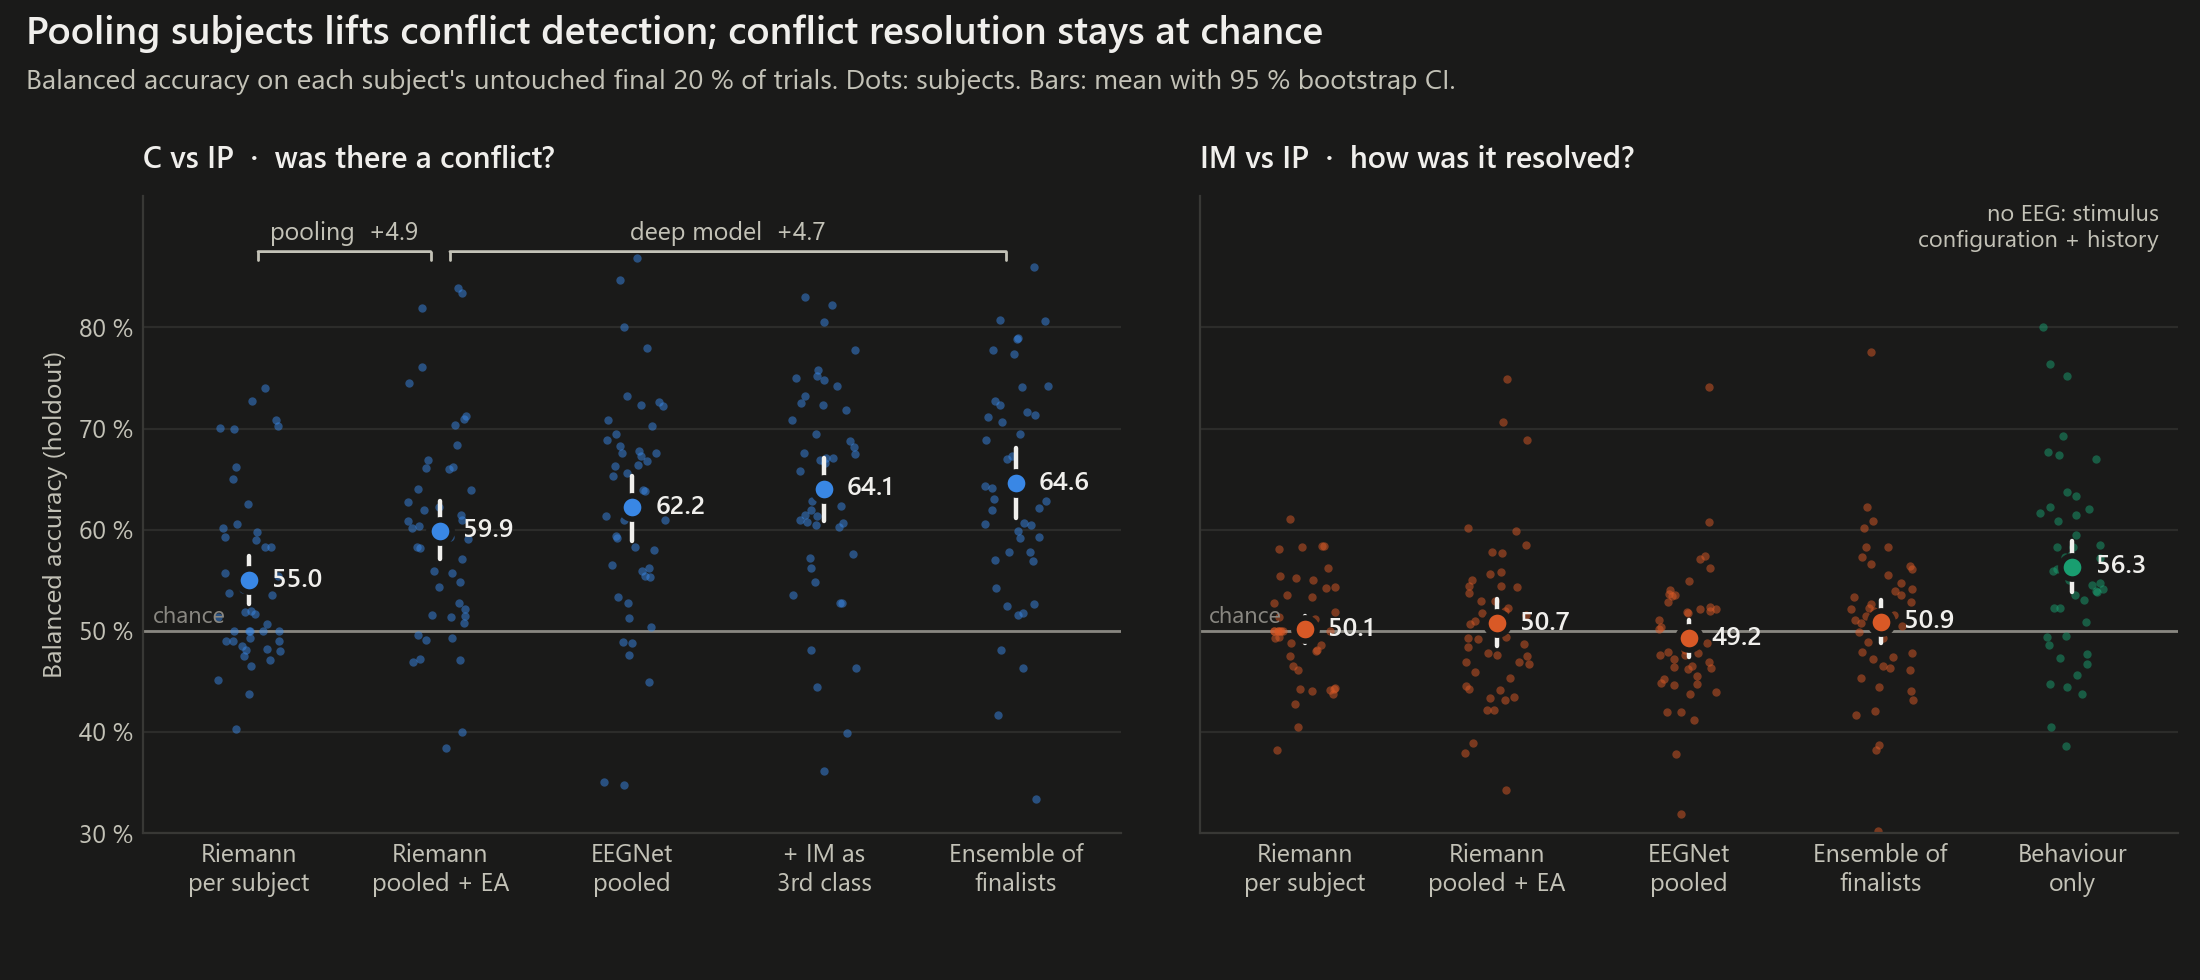 Pooling subjects lifts conflict detection; conflict resolution stays at chance
Balanced accuracy on each subject's untouched final 20 % of trials. Dots: subjects. Bars: mean with 95 % bootstrap CI.
C vs IP · was there a conflict?
pooling +4.9
deep model +4.7
Balanced accuracy (holdout)
80 %
70 %
60 %
50 %
40 %
30 %
chance
55.0
59.9
62.2
64.1
64.6
Riemann
per subject
Riemann
pooled + EA
EEGNet
pooled
+ IM as
3rd class
Ensemble of
finalists
IM vs IP · how was it resolved?
no EEG: stimulus
configuration + history
chance
50.1
50.7
49.2
50.9
56.3
Riemann
per subject
Riemann
pooled + EA
EEGNet
pooled
Ensemble of
finalists
Behaviour
only